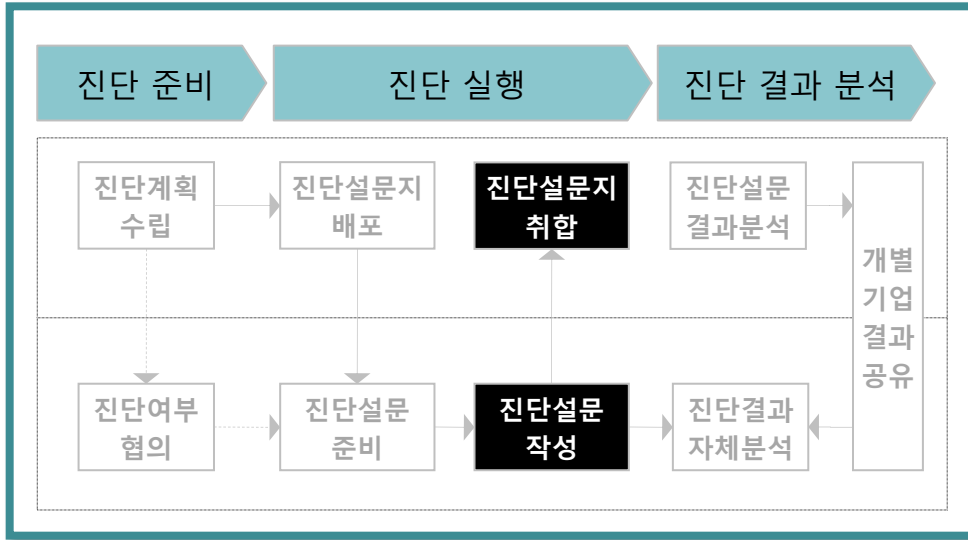 진단 준비
진단 실행
진단 결과 분석
진단계획
수립
진단설문지
배포
진단설문지
취합
진단설문
결과분석
개별
기업
결과
공유
진단여부
협의
진단설문
준비
진단설문
작성
진단결과
자체분석